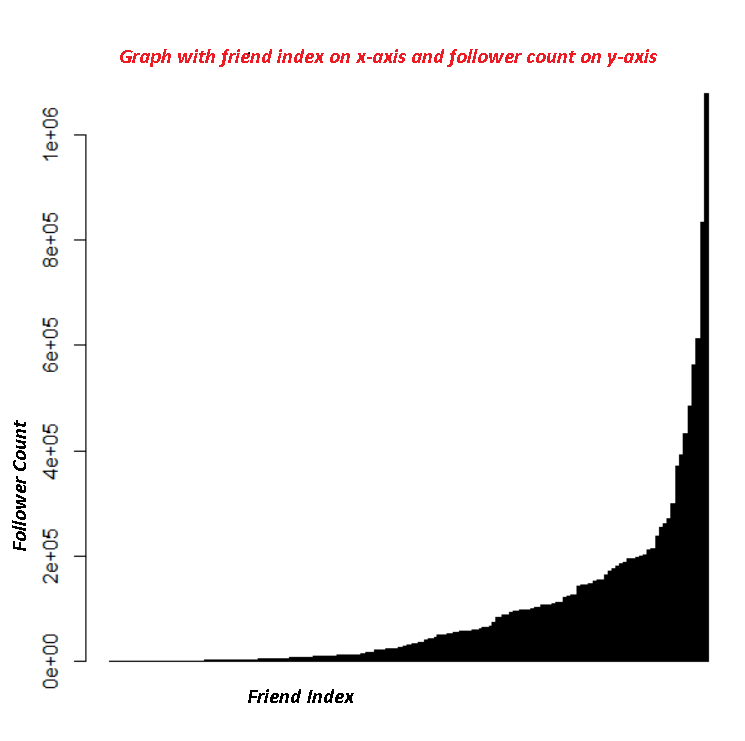 Graph with friend index on x-axis and follower count on y-axis
1e+06
8e+05
6e+05
4e+05
2e+05
0e+00
Follower Count
Friend Index